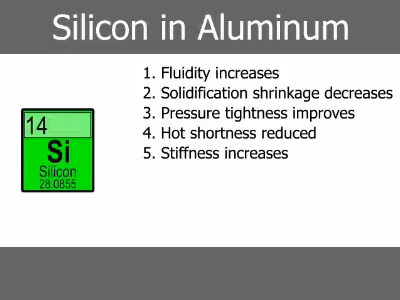 Silicon in Aluminum
1. Fluidity increases
2. Solidification shrinkage decreases
3. Pressure tightness improves
4. Hot shortness reduced
5. Stiffness increases
14
Si
Silicon
28.0855